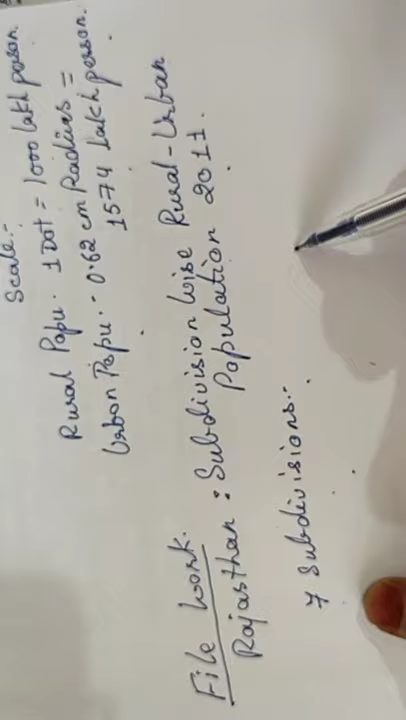 Scale:-
Rural Popu. 1 Dot = 1000 lakh person
Urban Popu.- 0.62 cm Radius =
1574 Lakh person.
File Work.
Rajasthan : Subdivision Wise Rural-Urban
Population 2011.
7 Subdivisions:-